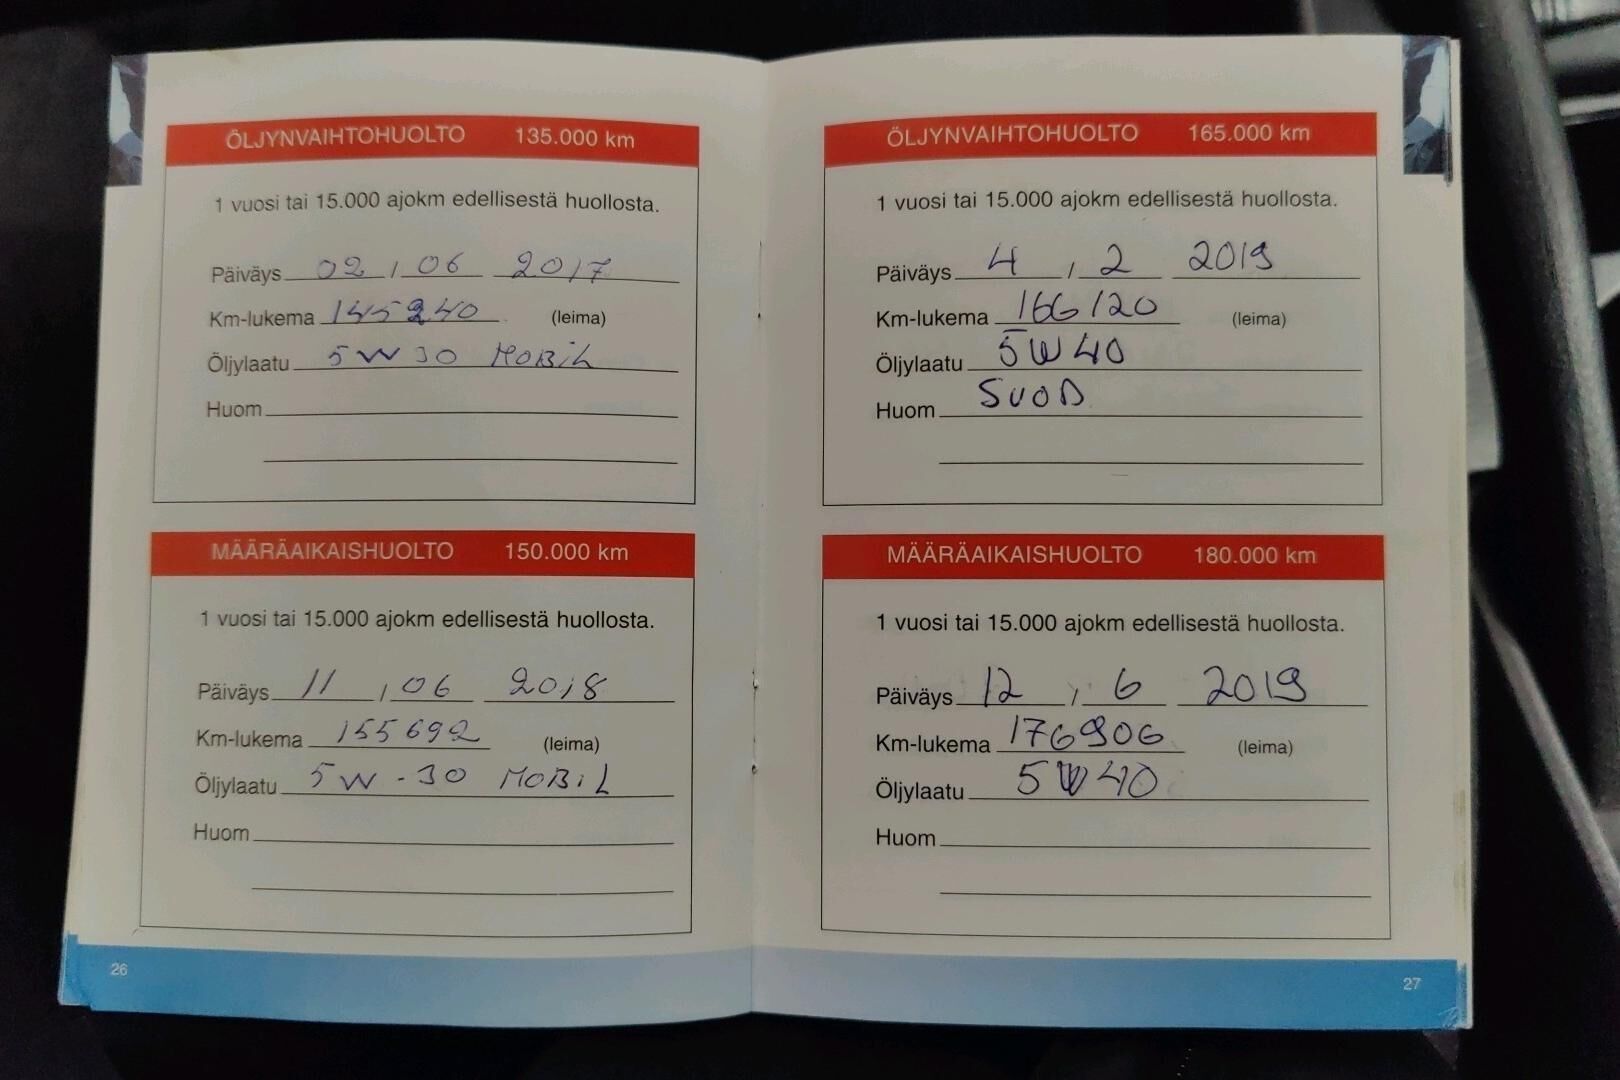 ÖLJYNVAIHTOHUOLTO 135.000 km
1 vuosi tai 15.000 ajokm edellisestä huollosta.
Päiväys 02 , 06 2017
Km-lukema 145240 (leima)
Öljylaatu 5W30 MOBiL
Huom
MÄÄRÄAIKAISHUOLTO 150.000 km
1 vuosi tai 15.000 ajokm edellisestä huollosta.
Päiväys 11 , 06 2018
Km-lukema 155692 (leima)
Öljylaatu 5W-30 MOBiL
Huom
26
ÖLJYNVAIHTOHUOLTO 165.000 km
1 vuosi tai 15.000 ajokm edellisestä huollosta.
Päiväys 4 , 2 2019
Km-lukema 166120 (leima)
Öljylaatu 5W40
Huom SUOD
MÄÄRÄAIKAISHUOLTO 180.000 km
1 vuosi tai 15.000 ajokm edellisestä huollosta.
Päiväys 12 , 6 2019
Km-lukema 176906 (leima)
Öljylaatu 5W40
Huom
27